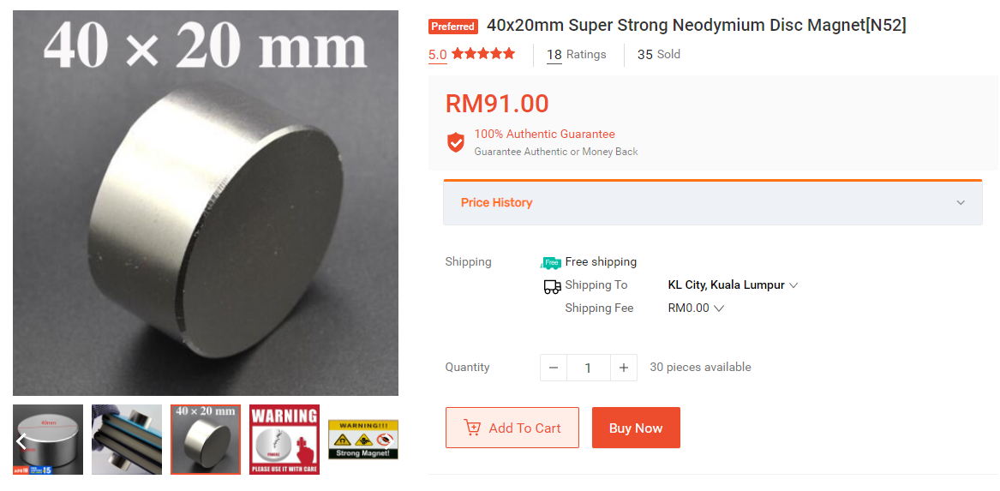 40 × 20 mm
40mm
40 × 20 mm
WARNING
FRAGILE
PLEASE USE IT WITH CARE
WARNING!!!
Strong Magnet!
Preferred 40x20mm Super Strong Neodymium Disc Magnet[N52]
5.0 18 Ratings 35 Sold
RM91.00
100% Authentic Guarantee
Guarantee Authentic or Money Back
Price History
Shipping Free Free shipping
Shipping To KL City, Kuala Lumpur
Shipping Fee RM0.00
Quantity 1 30 pieces available
Add To Cart Buy Now